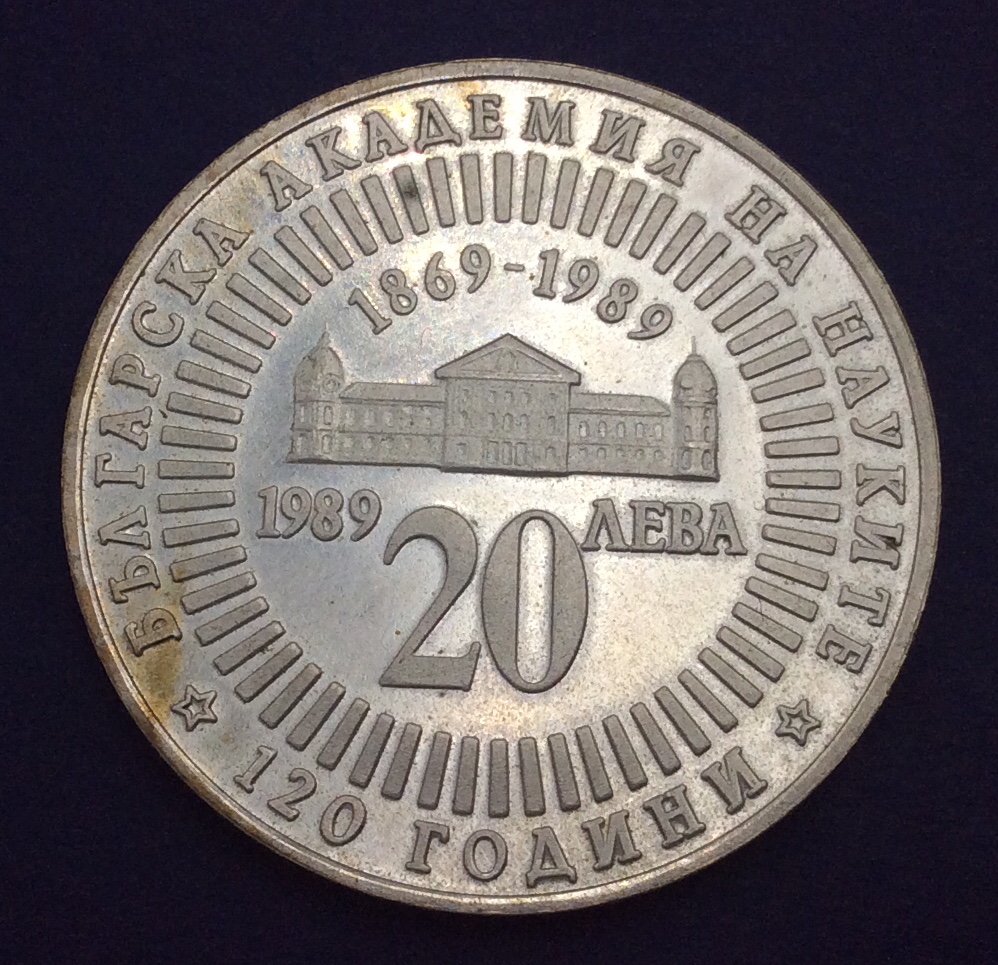 БЪЛГАРСКА АКАДЕМИЯ НА НАУКИТЕ
1869-1989
1989 20 ЛЕВА
120 ГОДИНИ